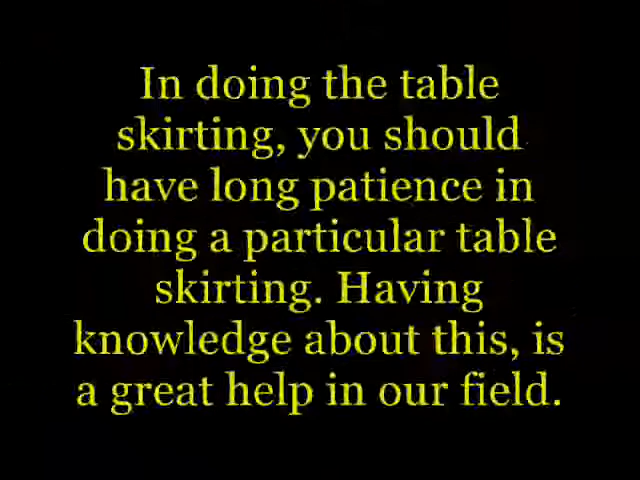 In doing the table
skirting, you should
have long patience in
doing a particular table
skirting. Having
knowledge about this, is
a great help in our field.